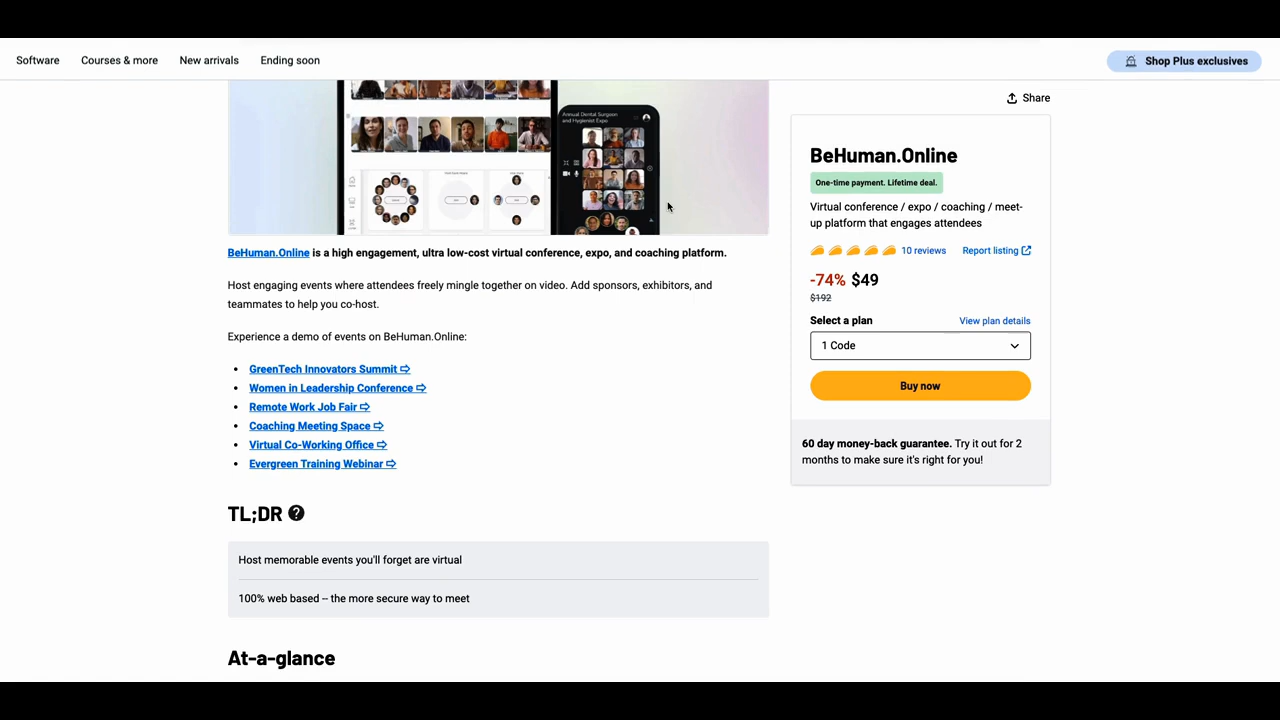 Software
Courses & more
New arrivals
Ending soon
Shop Plus exclusives
Share
Annual Dental Surgeon
and Hygienist Expo
BeHuman.Online is a high engagement, ultra low-cost virtual conference, expo, and coaching platform.
Host engaging events where attendees freely mingle together on video. Add sponsors, exhibitors, and
teammates to help you co-host.
Experience a demo of events on BeHuman.Online:
• GreenTech Innovators Summit ⇨
• Women in Leadership Conference ⇨
• Remote Work Job Fair ⇨
• Coaching Meeting Space ⇨
• Virtual Co-Working Office ⇨
• Evergreen Training Webinar ⇨
TL;DR ?
Host memorable events you'll forget are virtual
100% web based – the more secure way to meet
At-a-glance
BeHuman.Online
One-time payment. Lifetime deal.
Virtual conference / expo / coaching / meet-
up platform that engages attendees
10 reviews
Report listing
-74% $49
$192
Select a plan
View plan details
1 Code
Buy now
60 day money-back guarantee. Try it out for 2
months to make sure it's right for you!